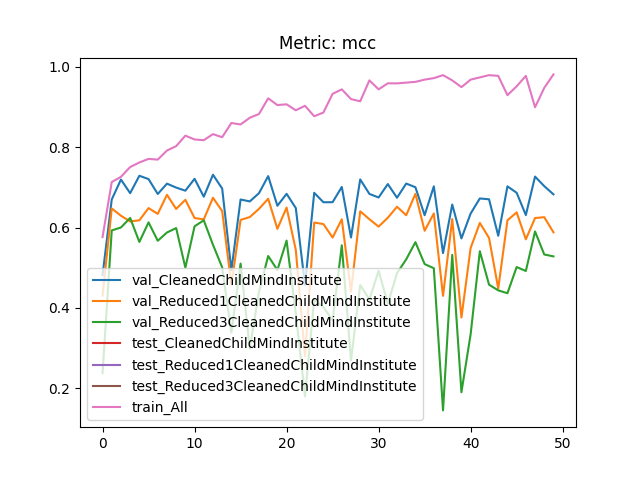 Metric: mcc
1.0
0.8
0.6
0.4
0.2
val_CleanedChildMindInstitute
val_Reduced1CleanedChildMindInstitute
val_Reduced3CleanedChildMindInstitute
test_CleanedChildMindInstitute
test_Reduced1CleanedChildMindInstitute
test_Reduced3CleanedChildMindInstitute
train_All
0 10 20 30 40 50